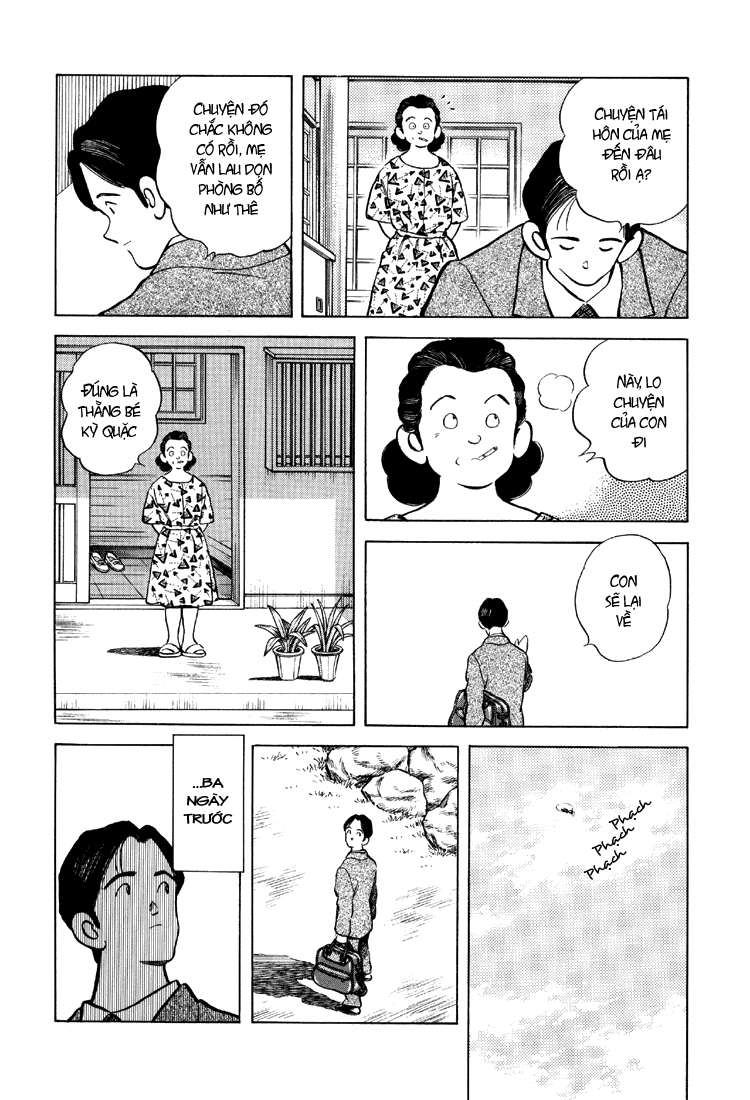 CHUYỆN TÁI
HÔN CỦA MẸ
ĐẾN ĐÂU
RỒI Ạ?
CHUYỆN ĐÓ
CHẮC KHÔNG
CÓ RỒI, MẸ
VẪN LAU DỌN
PHÒNG BỐ
NHƯ THẾ
NÀY, LO
CHUYỆN
CỦA CON
ĐI
ĐÚNG LÀ
THẰNG BÉ
KỲ QUẶC
CON
SẼ LẠI
VỀ
Phạch
Phạch
Phạch
...BA
NGÀY
TRƯỚC